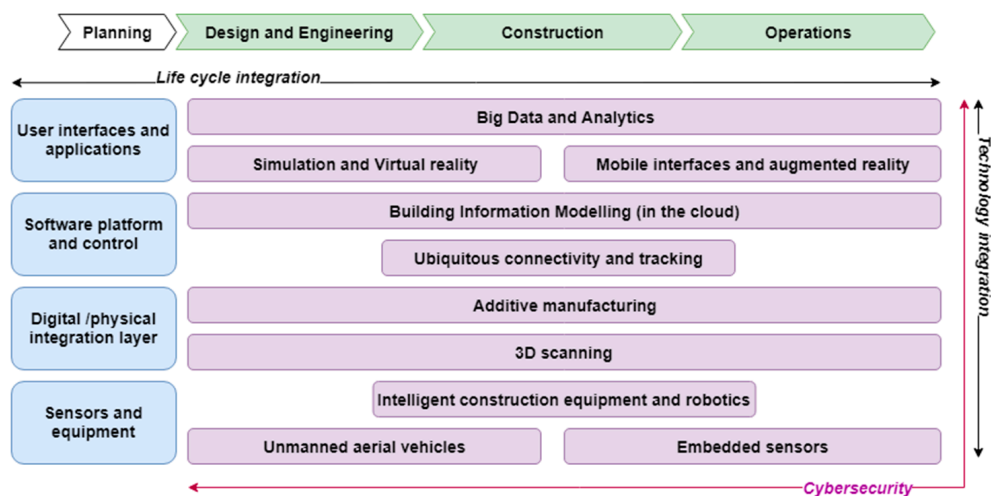 Planning
Design and Engineering
Construction
Operations
Life cycle integration
User interfaces and
applications
Big Data and Analytics
Simulation and Virtual reality
Mobile interfaces and augmented reality
Software platform
and control
Building Information Modelling (in the cloud)
Ubiquitous connectivity and tracking
Digital /physical
integration layer
Additive manufacturing
3D scanning
Sensors and
equipment
Intelligent construction equipment and robotics
Unmanned aerial vehicles
Embedded sensors
Technology integration
Cybersecurity